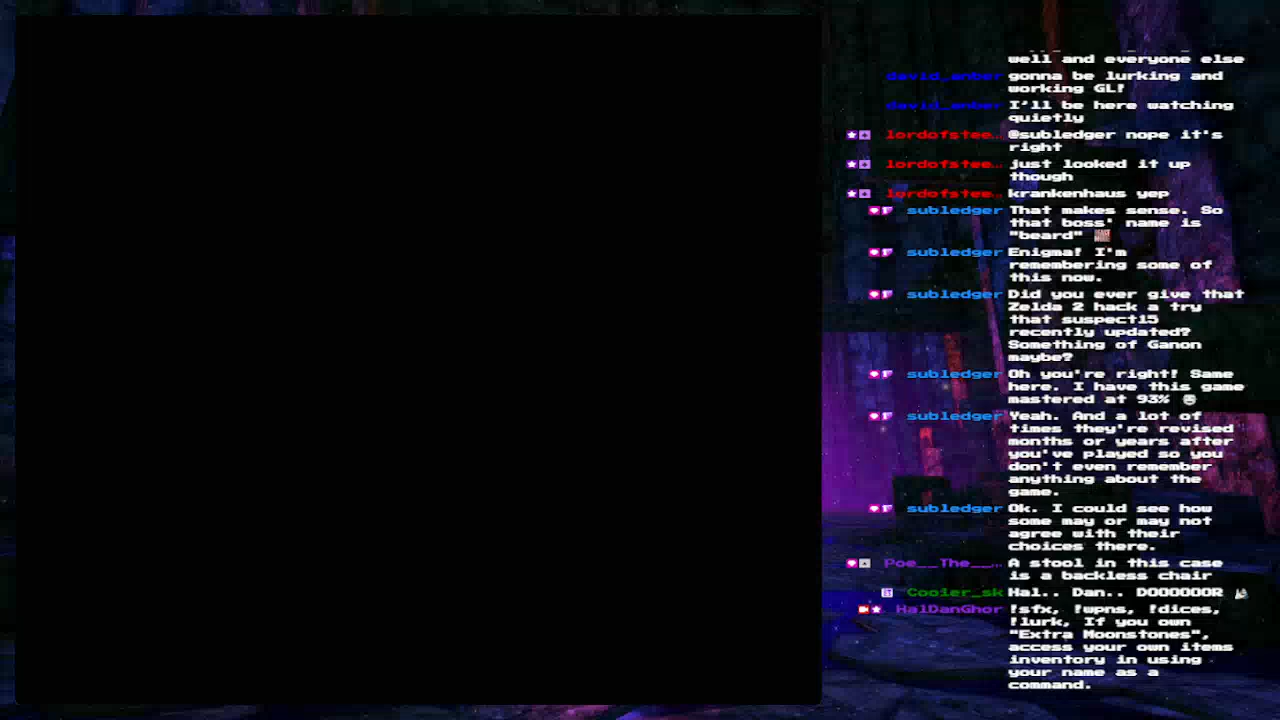 well and everyone else
david_amber gonna be lurking and
working GL!
david_amber I'll be here watching
quietly
lordofstee… @subledger nope it's
right
lordofstee… just looked it up
though
lordofstee… krankenhaus yep
subledger That makes sense. So
that boss' name is
"beard"
subledger Enigma! I'm
remembering some of
this now.
subledger Did you ever give that
Zelda 2 hack a try
that suspect15
recently updated?
Something of Ganon
maybe?
subledger Oh you're right! Same
here. I have this game
mastered at 93%
subledger Yeah. And a lot of
times they're revised
months or years after
you've played so you
don't even remember
anything about the
game.
subledger Ok. I could see how
some may or may not
agree with their
choices there.
Poe__The__… A stool in this case
is a backless chair
Cooler_sk Hal.. Dan.. DOOOOOOR
HalDanGhor !sfx, !wpns, !dices,
!lurk, If you own
"Extra Moonstones",
access your own items
inventory in using
your name as a
command.